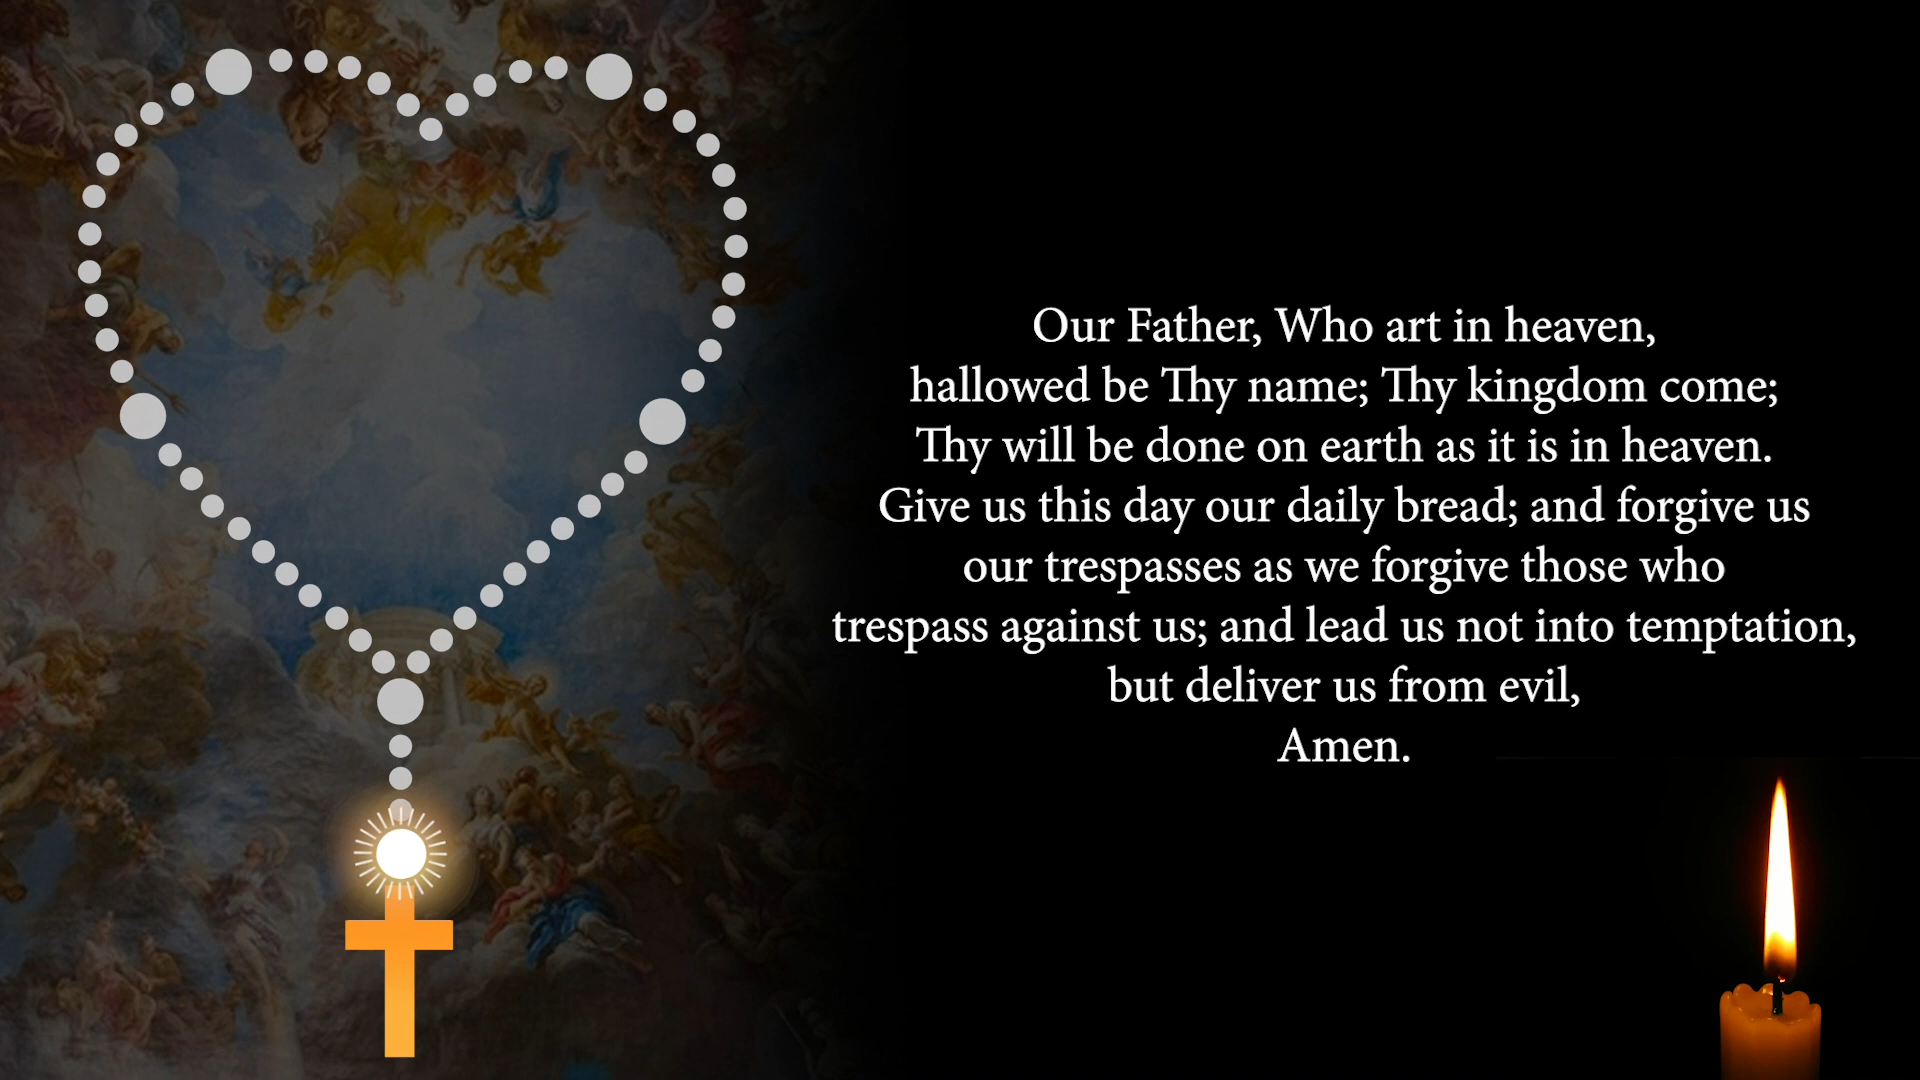 Our Father, Who art in heaven,
hallowed be Thy name; Thy kingdom come;
Thy will be done on earth as it is in heaven.
Give us this day our daily bread; and forgive us
our trespasses as we forgive those who
trespass against us; and lead us not into temptation,
but deliver us from evil,
Amen.